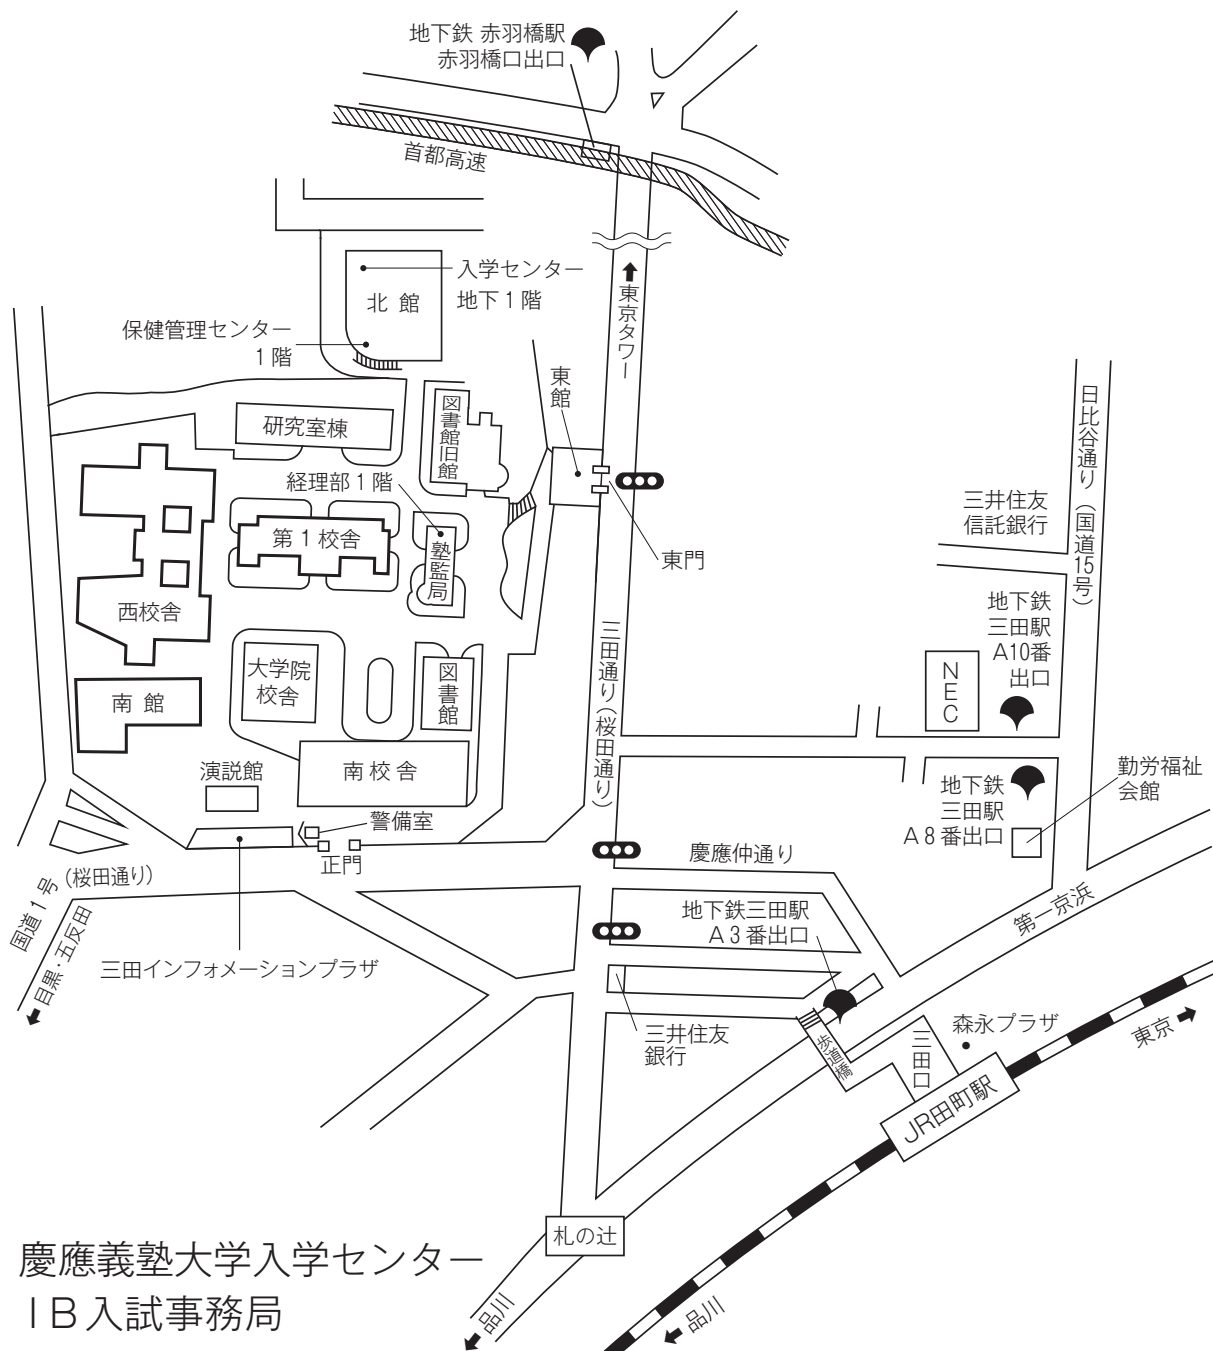 地下鉄 赤羽橋駅
赤羽橋口出口
首都高速
入学センター
地下1階
北 館
保健管理センター
1階
東京タワー
東館
図書館旧館
研究室棟
経理部1階
第1校舎
塾監局
西校舎
東門
日比谷通り(国道15号)
三井住友
信託銀行
地下鉄
三田駅
A10番
出口
NEC
三田通り(桜田通り)
大学院
校舎
図書館
南 館
南 校 舎
演説館
警備室
正門
地下鉄
三田駅
A8番出口
勤労福祉
会館
慶應仲通り
国道1号(桜田通り)
目黒・五反田
三田インフォメーションプラザ
地下鉄三田駅
A3番出口
第一京浜
三井住友
銀行
歩道橋
三田口
森永プラザ
東京
JR田町駅
札の辻
品川
品川
慶應義塾大学入学センター
IB入試事務局